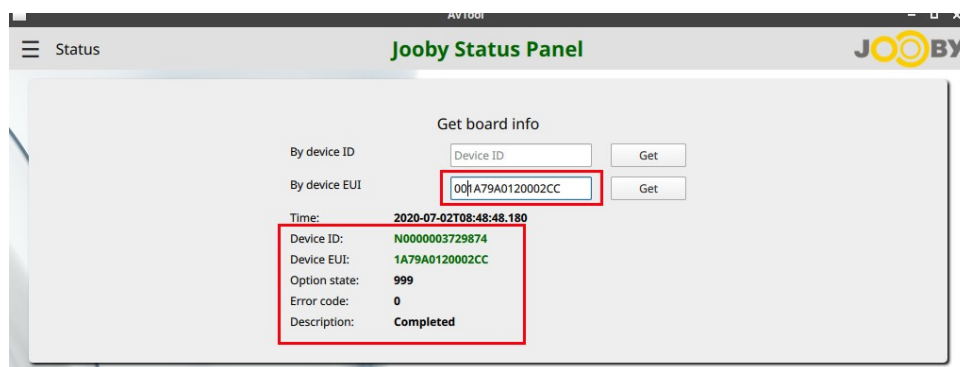 AVTool
Status
Jooby Status Panel
JOOBY
Get board info
By device ID
Device ID
Get
By device EUI
001A79A0120002CC
Get
Time: 2020-07-02T08:48:48.180
Device ID: N0000003729874
Device EUI: 1A79A0120002CC
Option state: 999
Error code: 0
Description: Completed